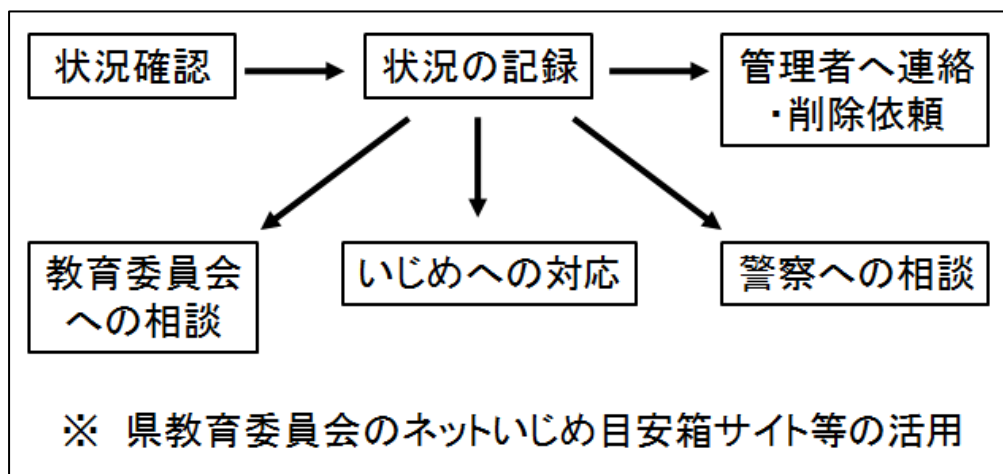 状況確認
状況の記録
管理者へ連絡
・削除依頼
教育委員会
への相談
いじめへの対応
警察への相談
※ 県教育委員会のネットいじめ目安箱サイト等の活用